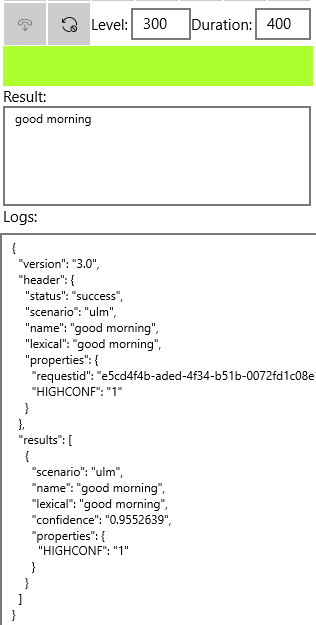 Level: 300 Duration: 400
Result:
good morning
Logs:
{
"version": "3.0",
"header": {
"status": "success",
"scenario": "ulm",
"name": "good morning",
"lexical": "good morning",
"properties": {
"requestid": "e5cd4f4b-aded-4f34-b51b-0072fd1c08e
"HIGHCONF": "1"
}
},
"results": [
{
"scenario": "ulm",
"name": "good morning",
"lexical": "good morning",
"confidence": "0.9552639",
"properties": {
"HIGHCONF": "1"
}
}
]
}